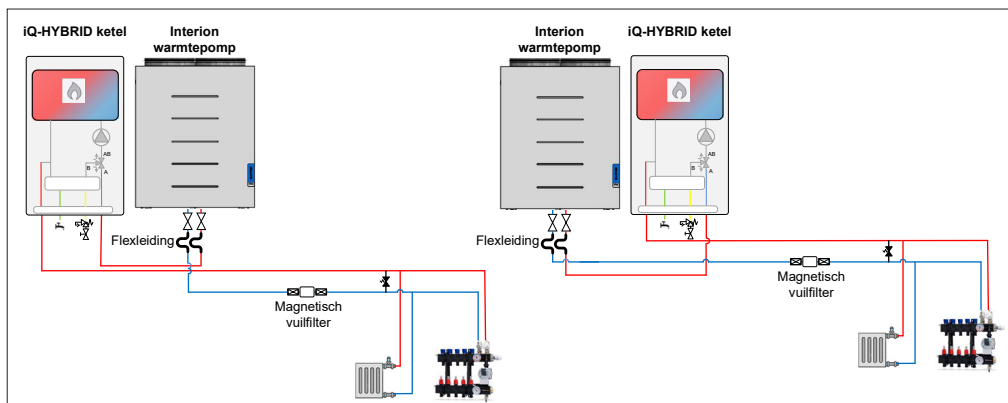 iQ-HYBRID ketel
Interion
warmtepomp
AB
B
A
Flexleiding
Magnetisch
vuilfilter
Interion
warmtepomp
iQ-HYBRID ketel
AB
B
A
Flexleiding
Magnetisch
vuilfilter